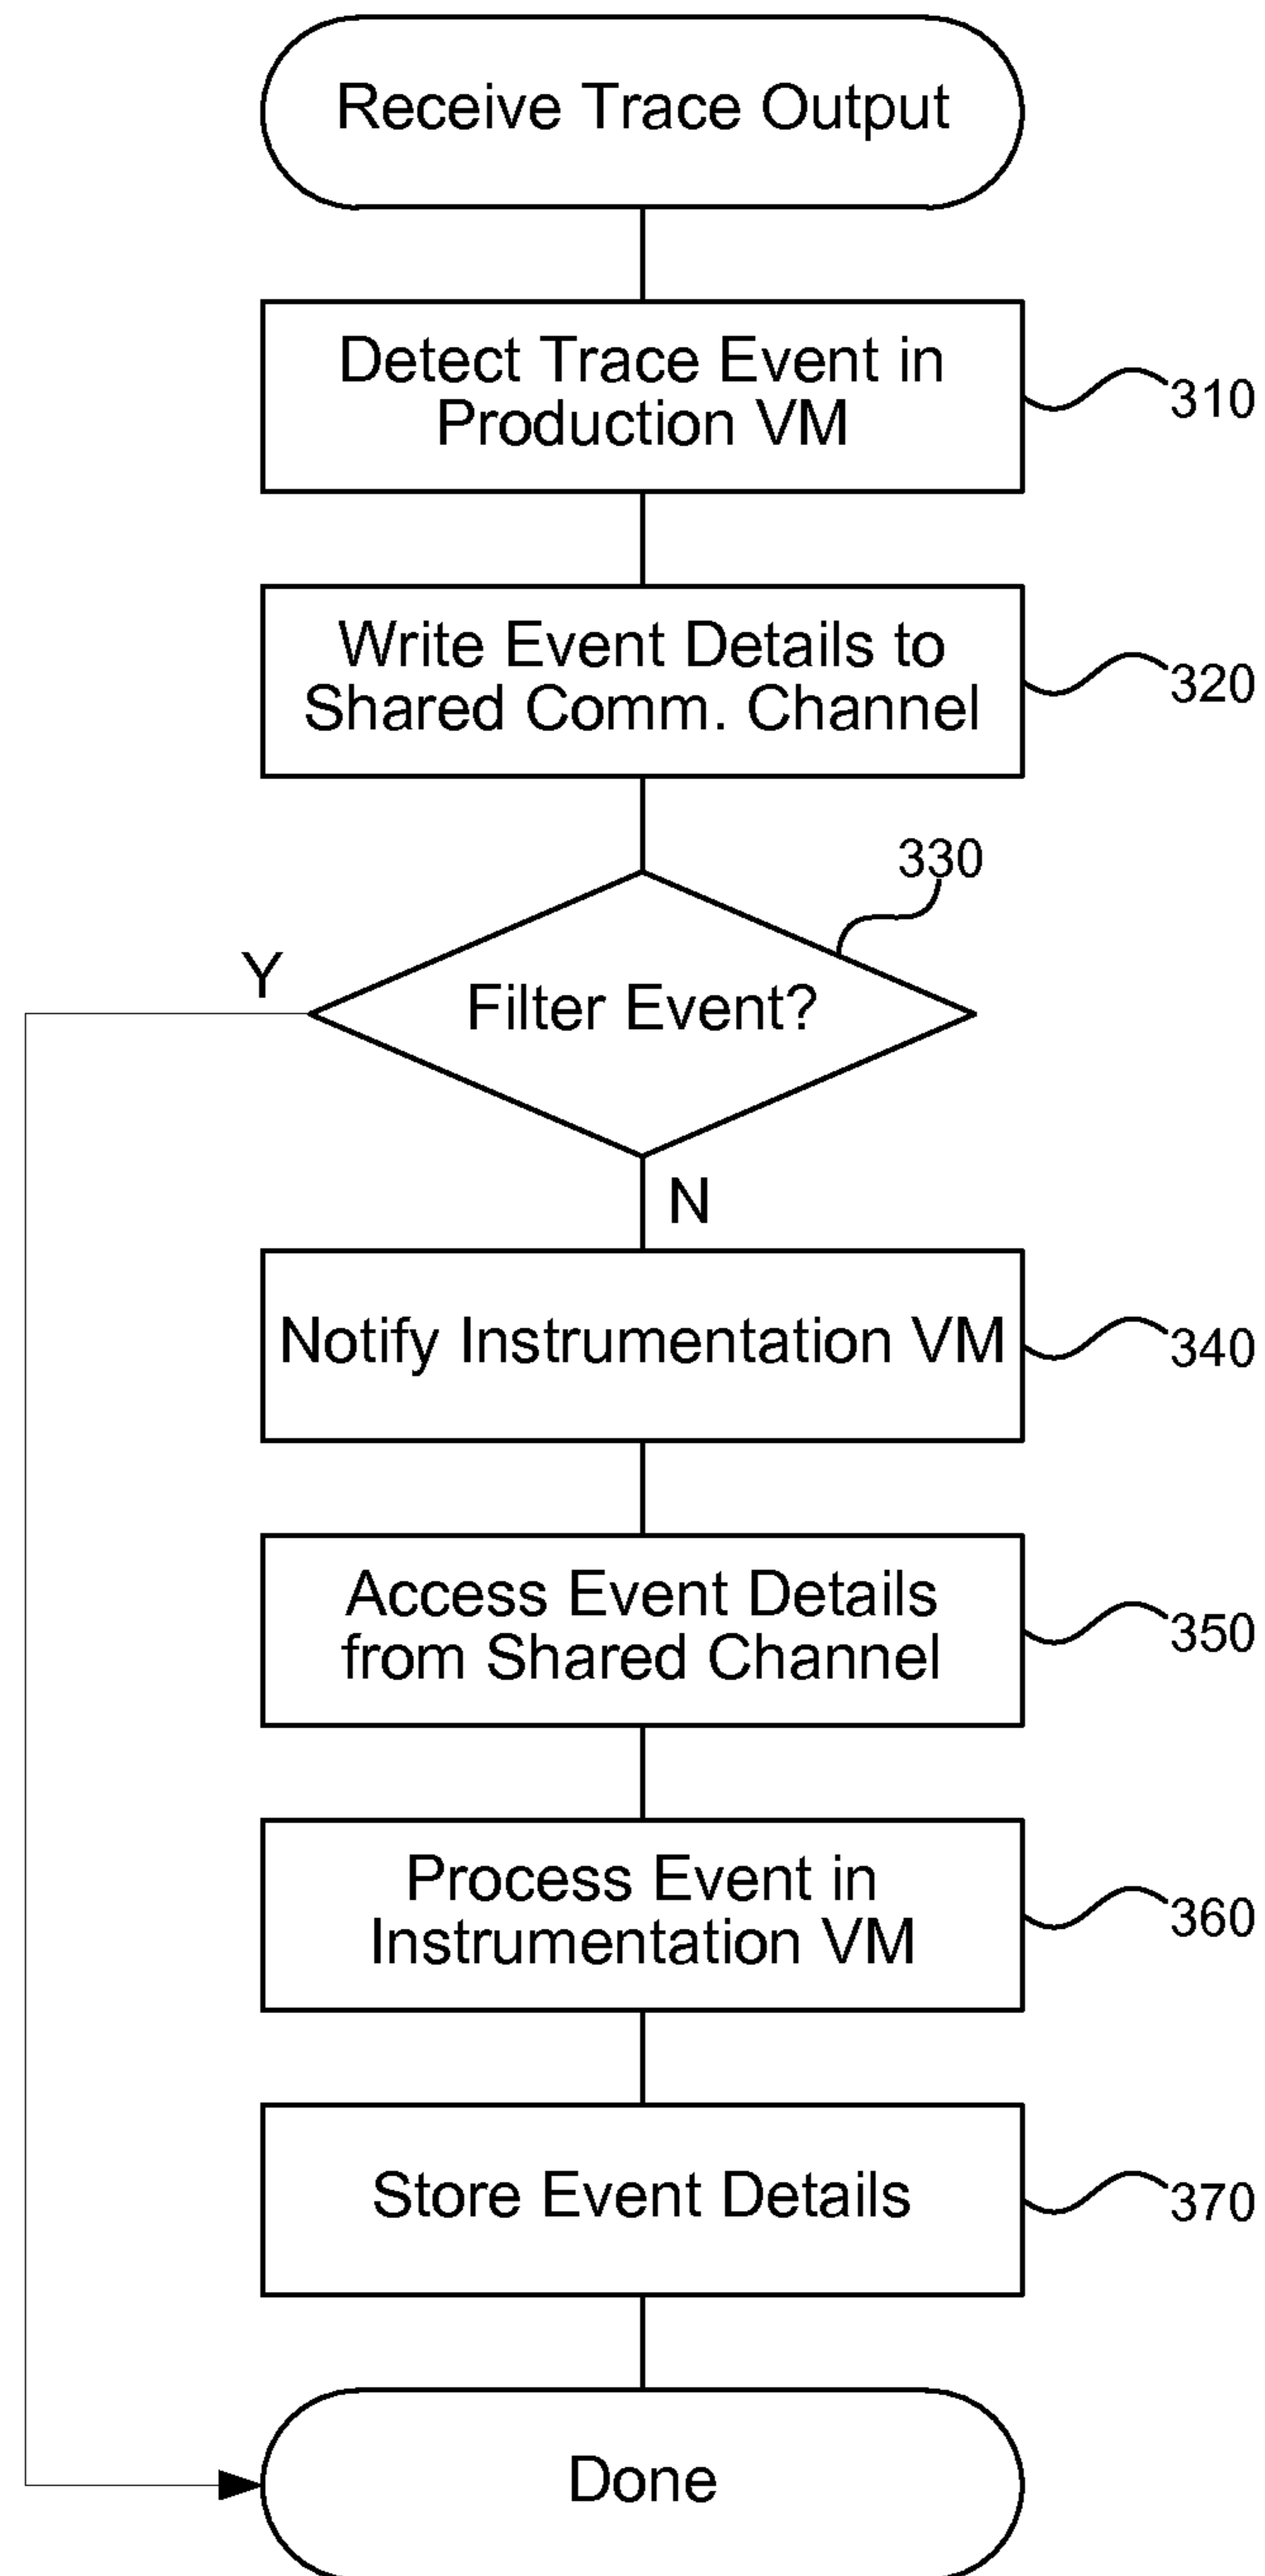 Receive Trace Output
Detect Trace Event in
Production VM
310
Write Event Details to
Shared Comm. Channel
320
330
Y
Filter Event?
N
Notify Instrumentation VM
340
Access Event Details
from Shared Channel
350
Process Event in
Instrumentation VM
360
Store Event Details
370
Done